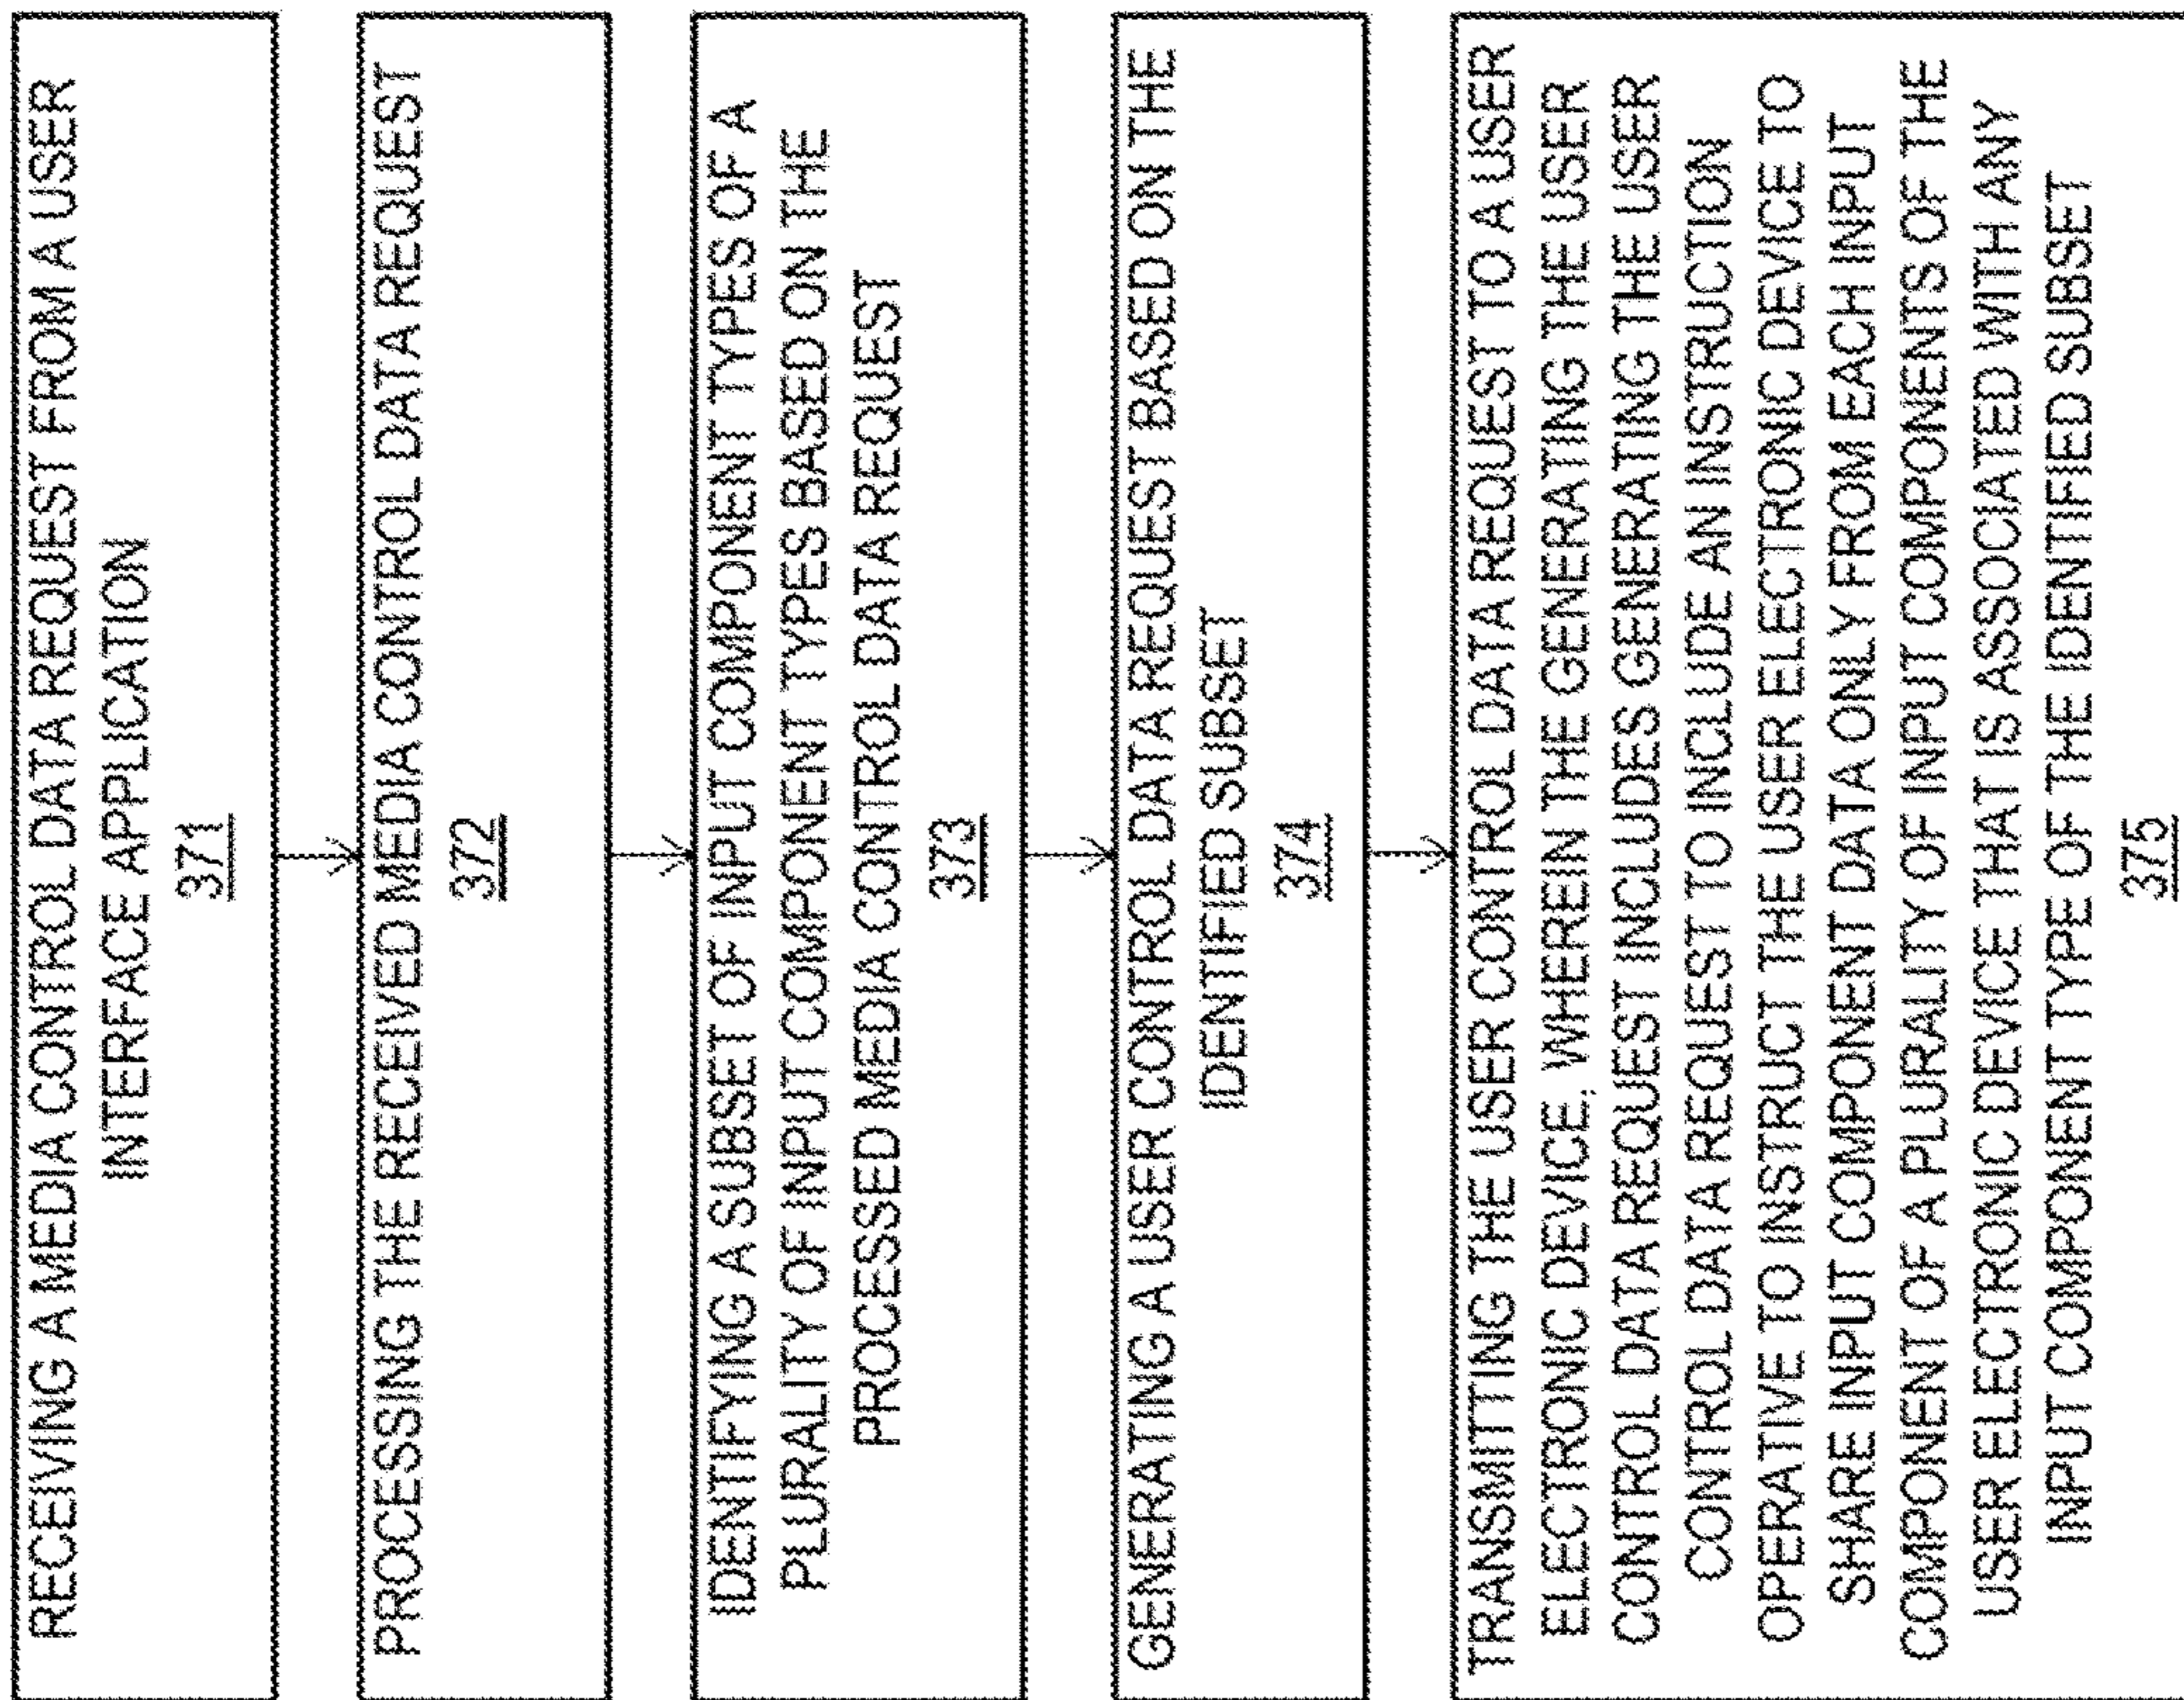 RECEIVING A MEDIA CONTROL DATA REQUEST FROM A USER
INTERFACE APPLICATION
371
PROCESSING THE RECEIVED MEDIA CONTROL DATA REQUEST
372
IDENTIFYING A SUBSET OF INPUT COMPONENT TYPES OF A
PLURALITY OF INPUT COMPONENT TYPES BASED ON THE
PROCESSED MEDIA CONTROL DATA REQUEST
373
GENERATING A USER CONTROL DATA REQUEST BASED ON THE
IDENTIFIED SUBSET
374
TRANSMITTING THE USER CONTROL DATA REQUEST TO A USER
ELECTRONIC DEVICE, WHEREIN THE GENERATING THE USER
CONTROL DATA REQUEST INCLUDES GENERATING THE USER
CONTROL DATA REQUEST TO INCLUDE AN INSTRUCTION
OPERATIVE TO INSTRUCT THE USER ELECTRONIC DEVICE TO
SHARE INPUT COMPONENT DATA ONLY FROM EACH INPUT
COMPONENT OF A PLURALITY OF INPUT COMPONENTS OF THE
USER ELECTRONIC DEVICE THAT IS ASSOCIATED WITH ANY
INPUT COMPONENT TYPE OF THE IDENTIFIED SUBSET
375